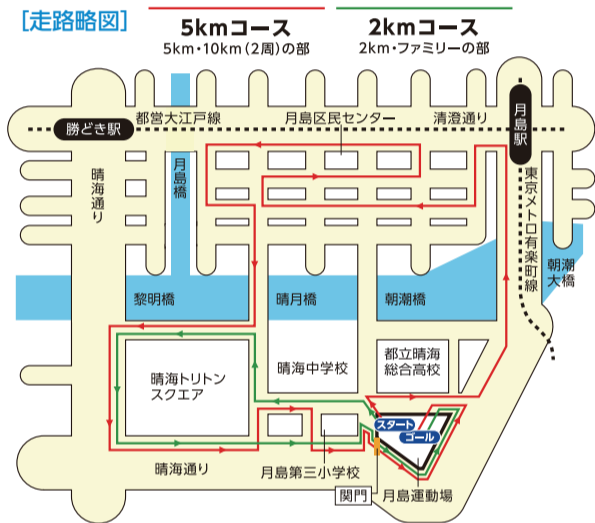 [走路略図]
5kmコース
5km・10km(2周)の部
2kmコース
2km・ファミリーの部
都営大江戸線
月島区民センター
清澄通り
勝どき駅
月島駅
晴海通り
月島橋
東京メトロ有楽町線
朝潮大橋
黎明橋
晴月橋
朝潮橋
晴海トリトン
スクエア
晴海中学校
都立晴海
総合高校
スタート
ゴール
晴海通り
月島第三小学校
関門
月島運動場